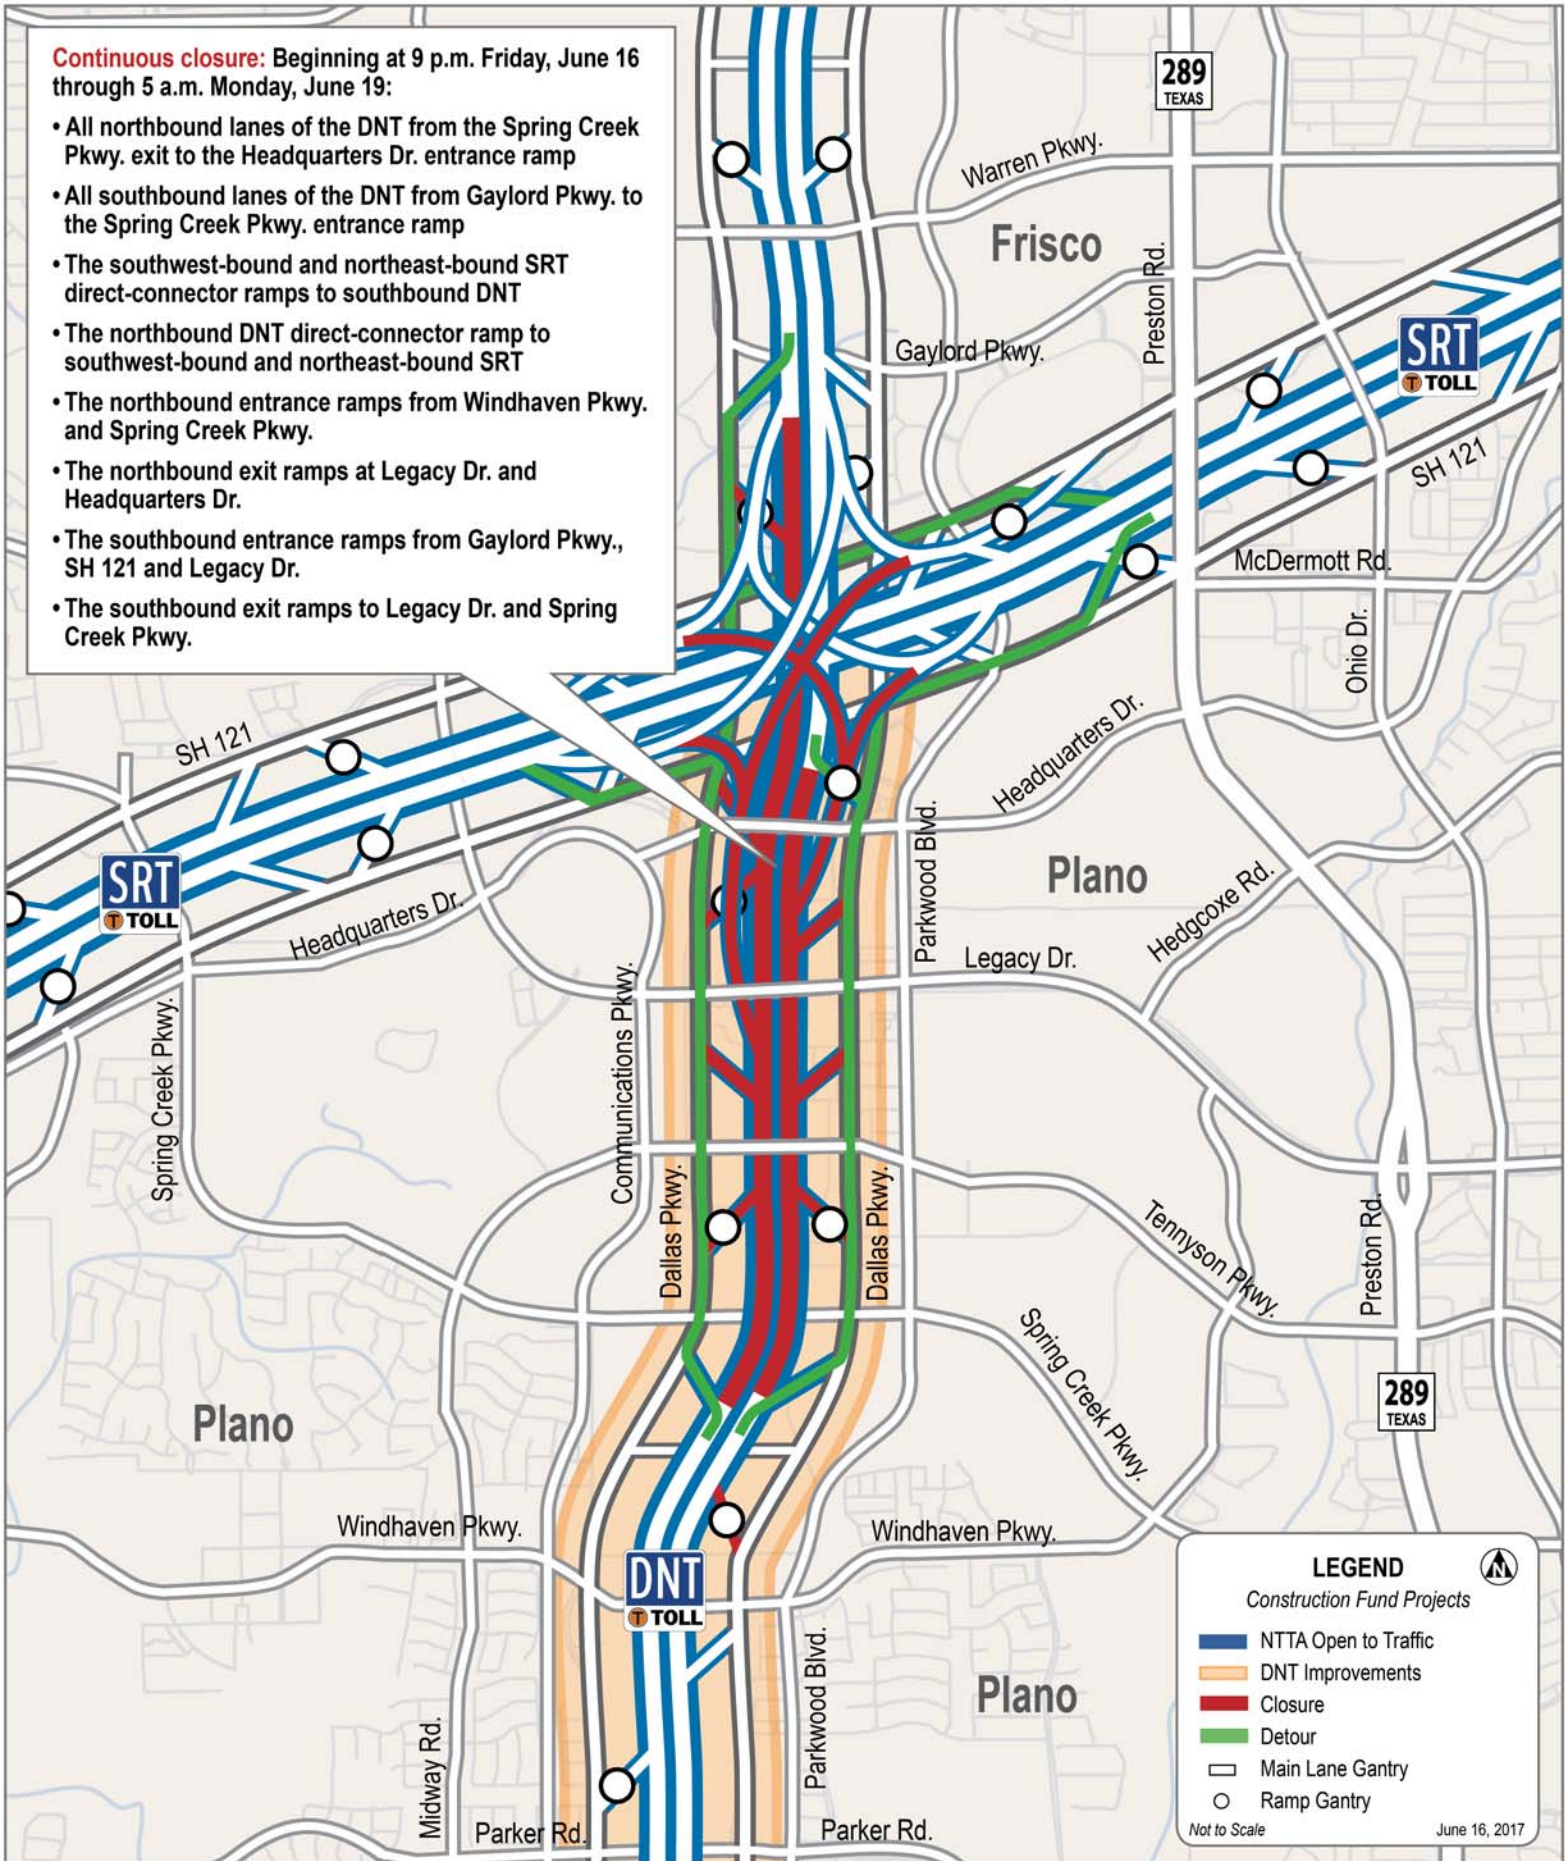 Continuous closure: Beginning at 9 p.m. Friday, June 16
through 5 a.m. Monday, June 19:
• All northbound lanes of the DNT from the Spring Creek
Pkwy. exit to the Headquarters Dr. entrance ramp
• All southbound lanes of the DNT from Gaylord Pkwy. to
the Spring Creek Pkwy. entrance ramp
• The southwest-bound and northeast-bound SRT
direct-connector ramps to southbound DNT
• The northbound DNT direct-connector ramp to
southwest-bound and northeast-bound SRT
• The northbound entrance ramps from Windhaven Pkwy.
and Spring Creek Pkwy.
• The northbound exit ramps at Legacy Dr. and
Headquarters Dr.
• The southbound entrance ramps from Gaylord Pkwy.,
SH 121 and Legacy Dr.
• The southbound exit ramps to Legacy Dr. and Spring
Creek Pkwy.
289
TEXAS
Warren Pkwy.
Frisco
Preston Rd.
Gaylord Pkwy.
SRT
T TOLL
SH 121
McDermott Rd.
Ohio Dr.
SH 121
Headquarters Dr.
Parkwood Blvd.
Plano
SRT
T TOLL
Headquarters Dr.
Hedgcoxe Rd.
Legacy Dr.
Spring Creek Pkwy.
Communications Pkwy.
Dallas Pkwy.
Dallas Pkwy.
Tennyson Pkwy.
Preston Rd.
Spring Creek Pkwy.
289
TEXAS
Plano
Windhaven Pkwy.
Windhaven Pkwy.
DNT
T TOLL
Parkwood Blvd.
Plano
Midway Rd.
Parker Rd.
Parker Rd.
LEGEND
N
Construction Fund Projects
NTTA Open to Traffic
DNT Improvements
Closure
Detour
Main Lane Gantry
Ramp Gantry
Not to Scale
June 16, 2017